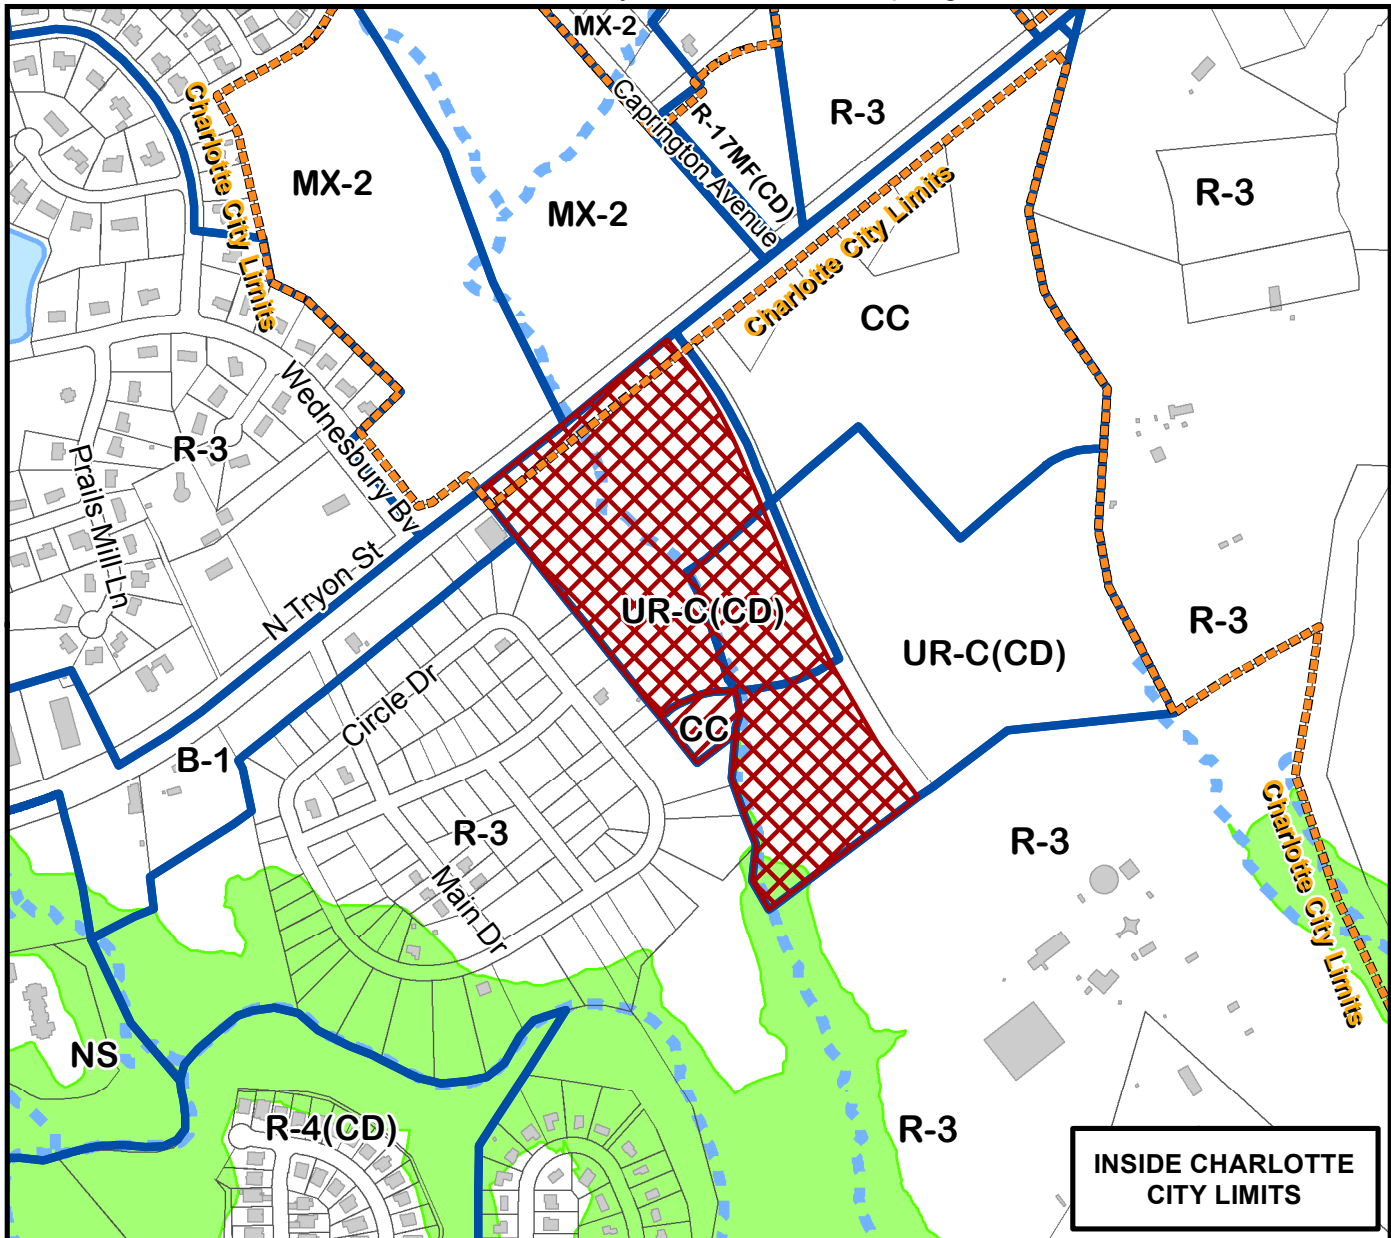 MX-2
Charlotte City Limits
MX-2
MX-2
Caprington Avenue
R-17MF(CD)
R-3
R-3
Charlotte City Limits
CC
Wednesbury Bv
R-3
Prails Mill Ln
N Tryon St
UR-C(CD)
UR-C(CD)
R-3
Circle Dr
CC
B-1
R-3
Main Dr
R-3
Charlotte City Limits
NS
R-4(CD)
R-3
INSIDE CHARLOTTE
CITY LIMITS